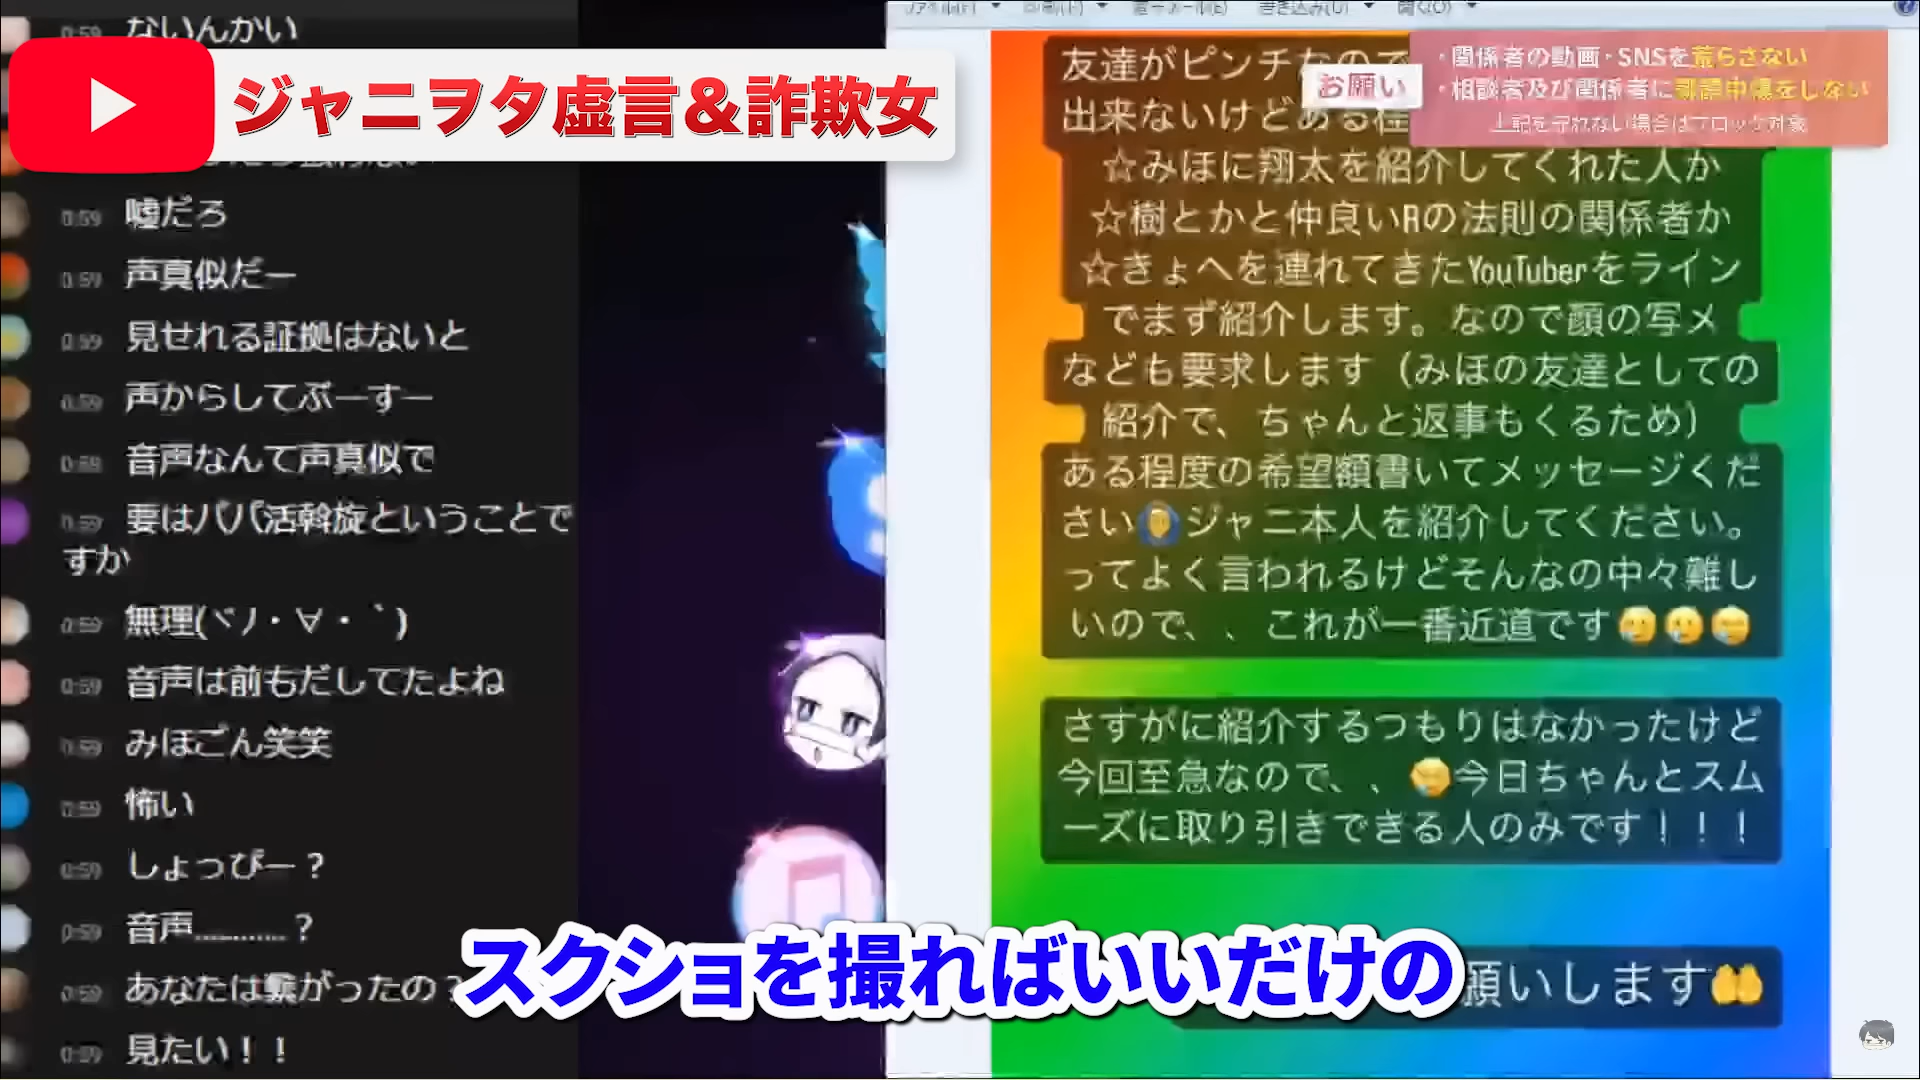 ジャニヲタ虚言&詐欺女
0:59 ないんかい
0:59 嘘だろ
0:59 声真似だー
0:59 見せれる証拠はないと
0:59 声からしてぶーすー
0:59 音声なんて声真似で
0:59 要はパパ活斡旋ということで
すか
0:59 無理(ヾノ・∀・`)
0:59 音声は前もだしてたよね
0:59 みほごん笑笑
0:59 怖い
0:59 しょっぴー？
0:59 音声............？
0:59 あなたは繋がったの？
0:59 見たい！！
お願い
・関係者の動画・SNSを荒らさない
・相談者及び関係者に誹謗中傷をしない
上記を守れない場合はブロック対象
友達がピンチなので
出来ないけどある程
☆みほに翔太を紹介してくれた人か
☆樹とかと仲良いRの法則の関係者か
☆きょへを連れてきたYouTuberをライン
でまず紹介します。なので顔の写メ
なども要求します（みほの友達としての
紹介で、ちゃんと返事もくるため）
ある程度の希望額書いてメッセージくだ
さい🙆ジャニ本人を紹介してください。
ってよく言われるけどそんなの中々難し
いので、、これが一番近道です🥲🥲🥲
さすがに紹介するつもりはなかったけど
今回至急なので、、🥲今日ちゃんとスム
ーズに取り引きできる人のみです！！！
願いします🤲
スクショを撮ればいいだけの